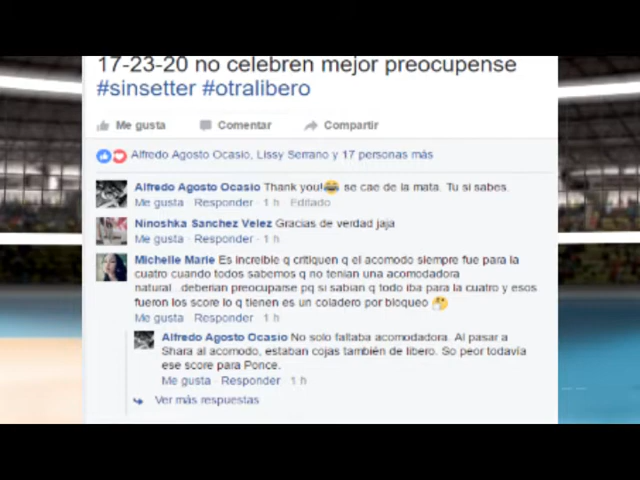 17-23-20 no celebren mejor preocupense
#sinsetter #otralibero
Me gusta Comentar Compartir
Alfredo Agosto Ocasio, Lissy Serrano y 17 personas más
Alfredo Agosto Ocasio Thank you!😂 se cae de la mata. Tu si sabes.
Me gusta · Responder · 1 h · Editado
Ninoshka Sanchez Velez Gracias de verdad jaja
Me gusta · Responder · 1 h
Michelle Marie Es increible q critiquen q el acomodo siempre fue para la
cuatro cuando todos sabemos q no tenian una acomodadora
natural...deberian preocuparse pq si sabian q todo iba para la cuatro y esos
fueron los score lo q tienen es un coladero por bloqueo 🤔
Me gusta · Responder · 1 h
Alfredo Agosto Ocasio No solo faltaba acomodadora. Al pasar a
Shara al acomodo, estaban cojas también de libero. So peor todavía
ese score para Ponce.
Me gusta · Responder · 1 h
Ver más respuestas